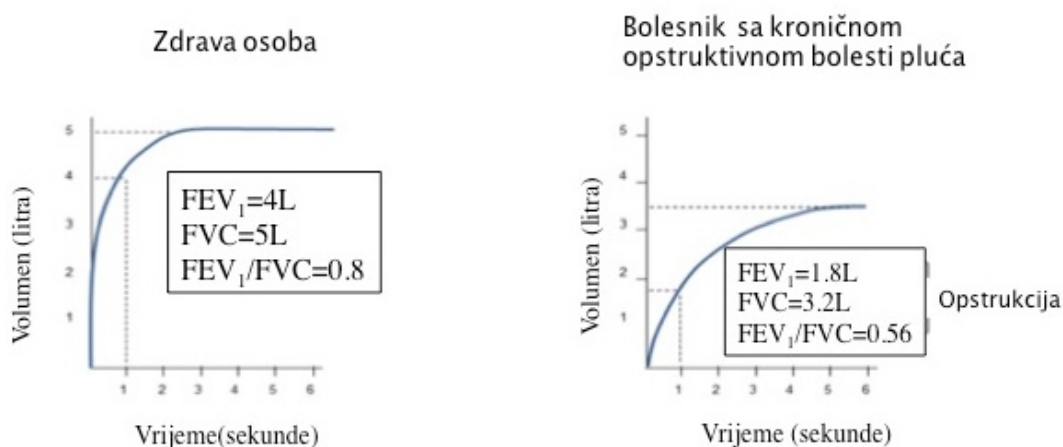 Zdrava osoba
Volumen (litra)
5
4
3
2
1
FEV₁=4L
FVC=5L
FEV₁/FVC=0.8
1 2 3 4 5 6
Vrijeme(sekunde)
Bolesnik sa kroničnom
opstruktivnom bolesti pluća
Volumen (litra)
5
4
3
2
1
FEV₁=1.8L
FVC=3.2L
FEV₁/FVC=0.56
Opstrukcija
1 2 3 4 5 6
Vrijeme (sekunde)